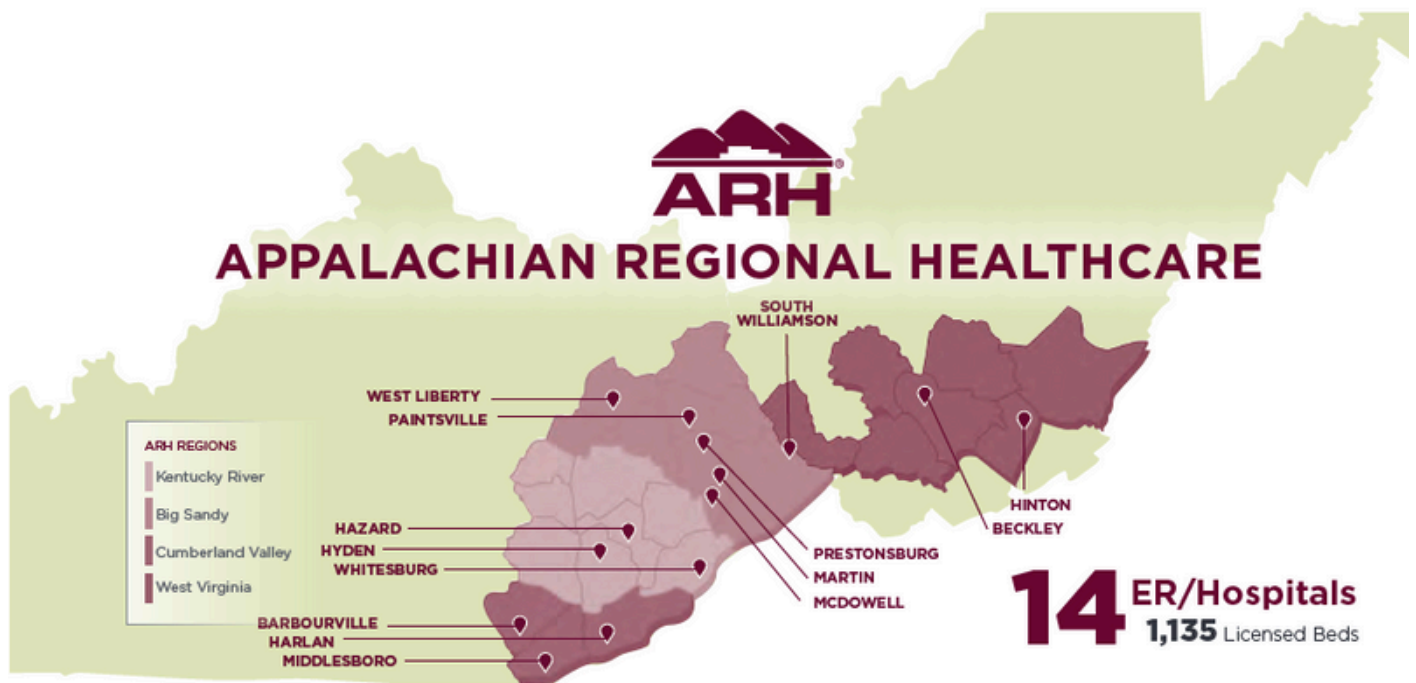 ARH
®
APPALACHIAN REGIONAL HEALTHCARE
SOUTH
WILLIAMSON
WEST LIBERTY
PAINTSVILLE
ARH REGIONS
Kentucky River
Big Sandy
Cumberland Valley
West Virginia
HAZARD
HYDEN
WHITESBURG
BARBOURVILLE
HARLAN
MIDDLESBORO
HINTON
BECKLEY
PRESTONSBURG
MARTIN
MCDOWELL
14 ER/Hospitals
1,135 Licensed Beds